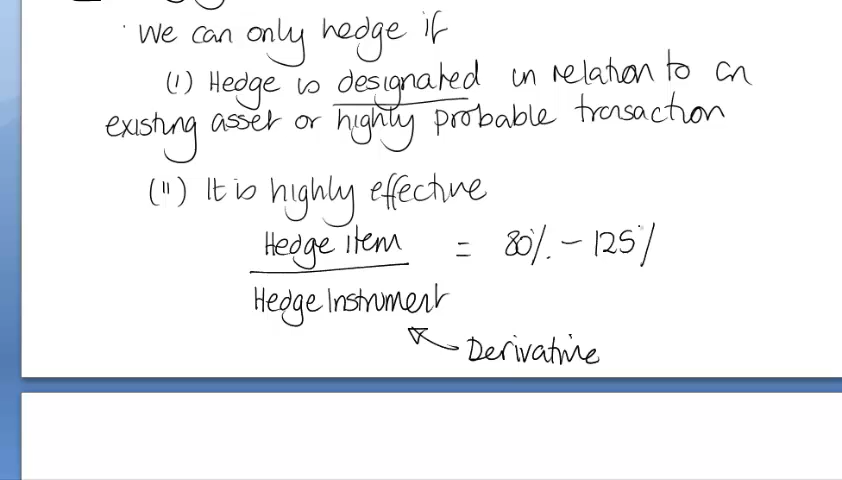 We can only hedge if
(i) Hedge is designated in relation to an
existing asset or highly probable transaction
(ii) It is highly effective
Hedge item = 80% - 125%
Hedge Instrument
Derivative